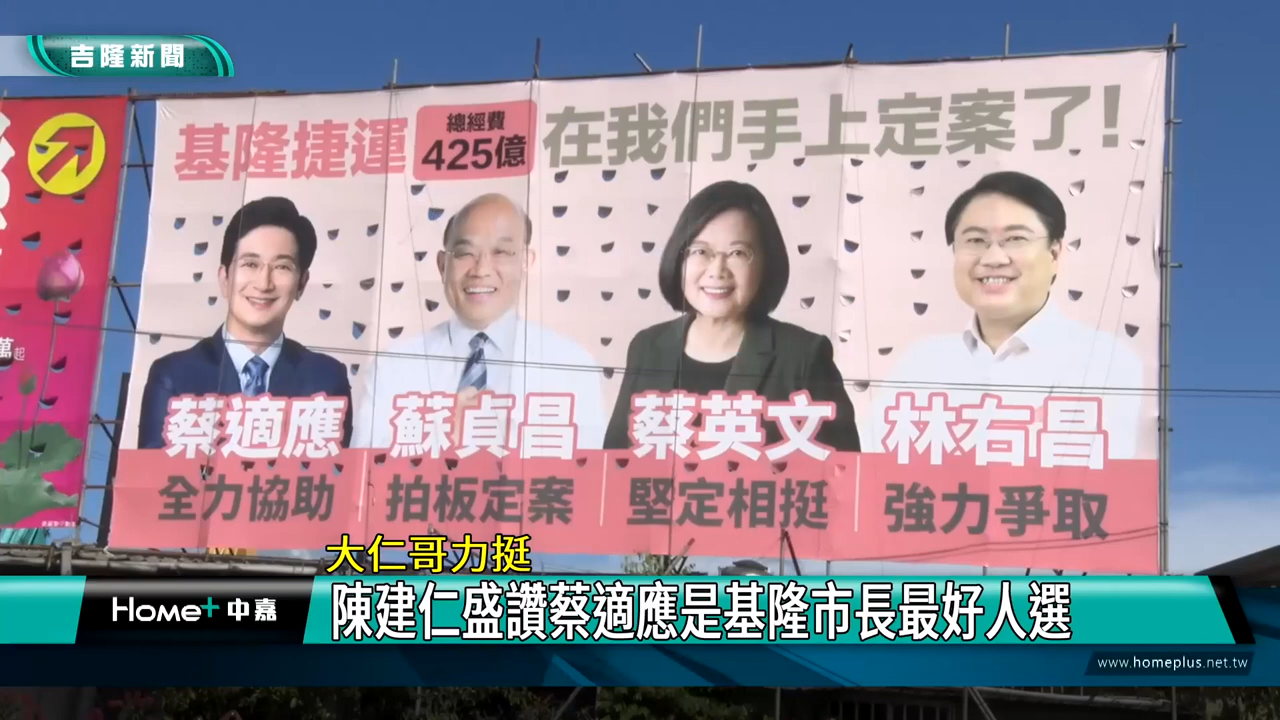 吉隆新聞
基隆捷運 總經費 425億 在我們手上定案了!
萬起
蔡適應 蘇貞昌 蔡英文 林右昌
全力協助 拍板定案 堅定相挺 強力爭取
大仁哥力挺
Home+中嘉 陳建仁盛讚蔡適應是基隆市長最好人選
www.homeplus.net.tw